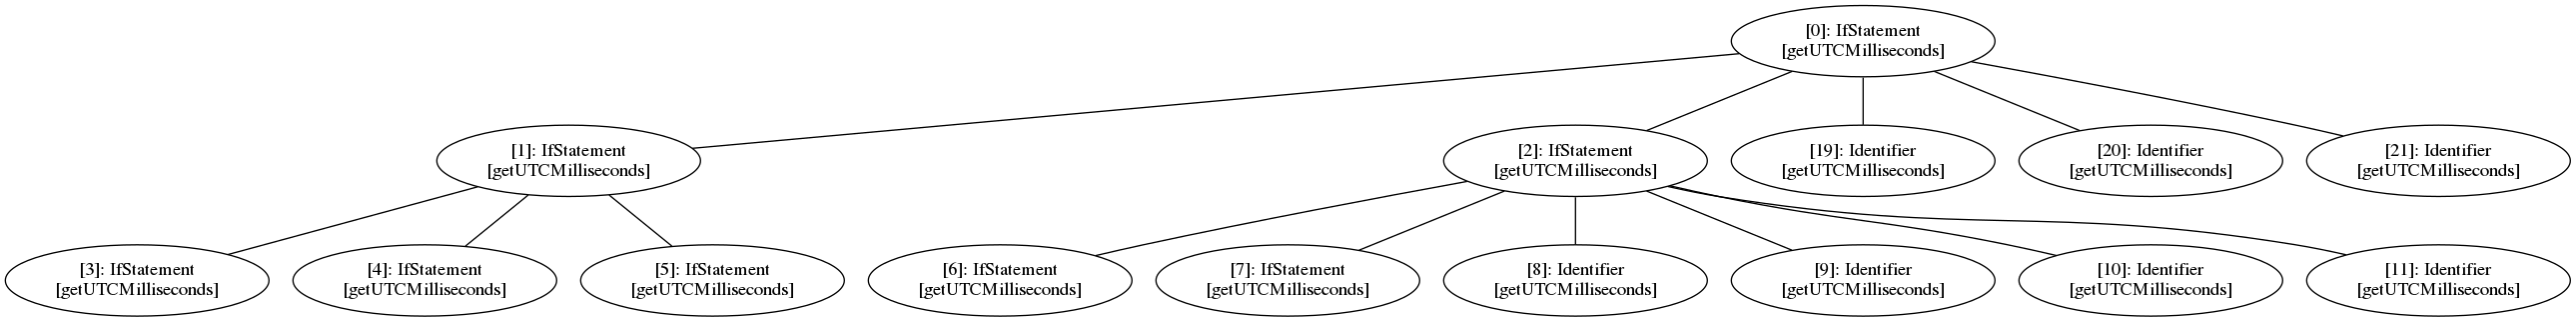 [0]: IfStatement
[getUTCMilliseconds]
[1]: IfStatement
[getUTCMilliseconds]
[2]: IfStatement
[getUTCMilliseconds]
[19]: Identifier
[getUTCMilliseconds]
[20]: Identifier
[getUTCMilliseconds]
[21]: Identifier
[getUTCMilliseconds]
[3]: IfStatement
[getUTCMilliseconds]
[4]: IfStatement
[getUTCMilliseconds]
[5]: IfStatement
[getUTCMilliseconds]
[6]: IfStatement
[getUTCMilliseconds]
[7]: IfStatement
[getUTCMilliseconds]
[8]: Identifier
[getUTCMilliseconds]
[9]: Identifier
[getUTCMilliseconds]
[10]: Identifier
[getUTCMilliseconds]
[11]: Identifier
[getUTCMilliseconds]